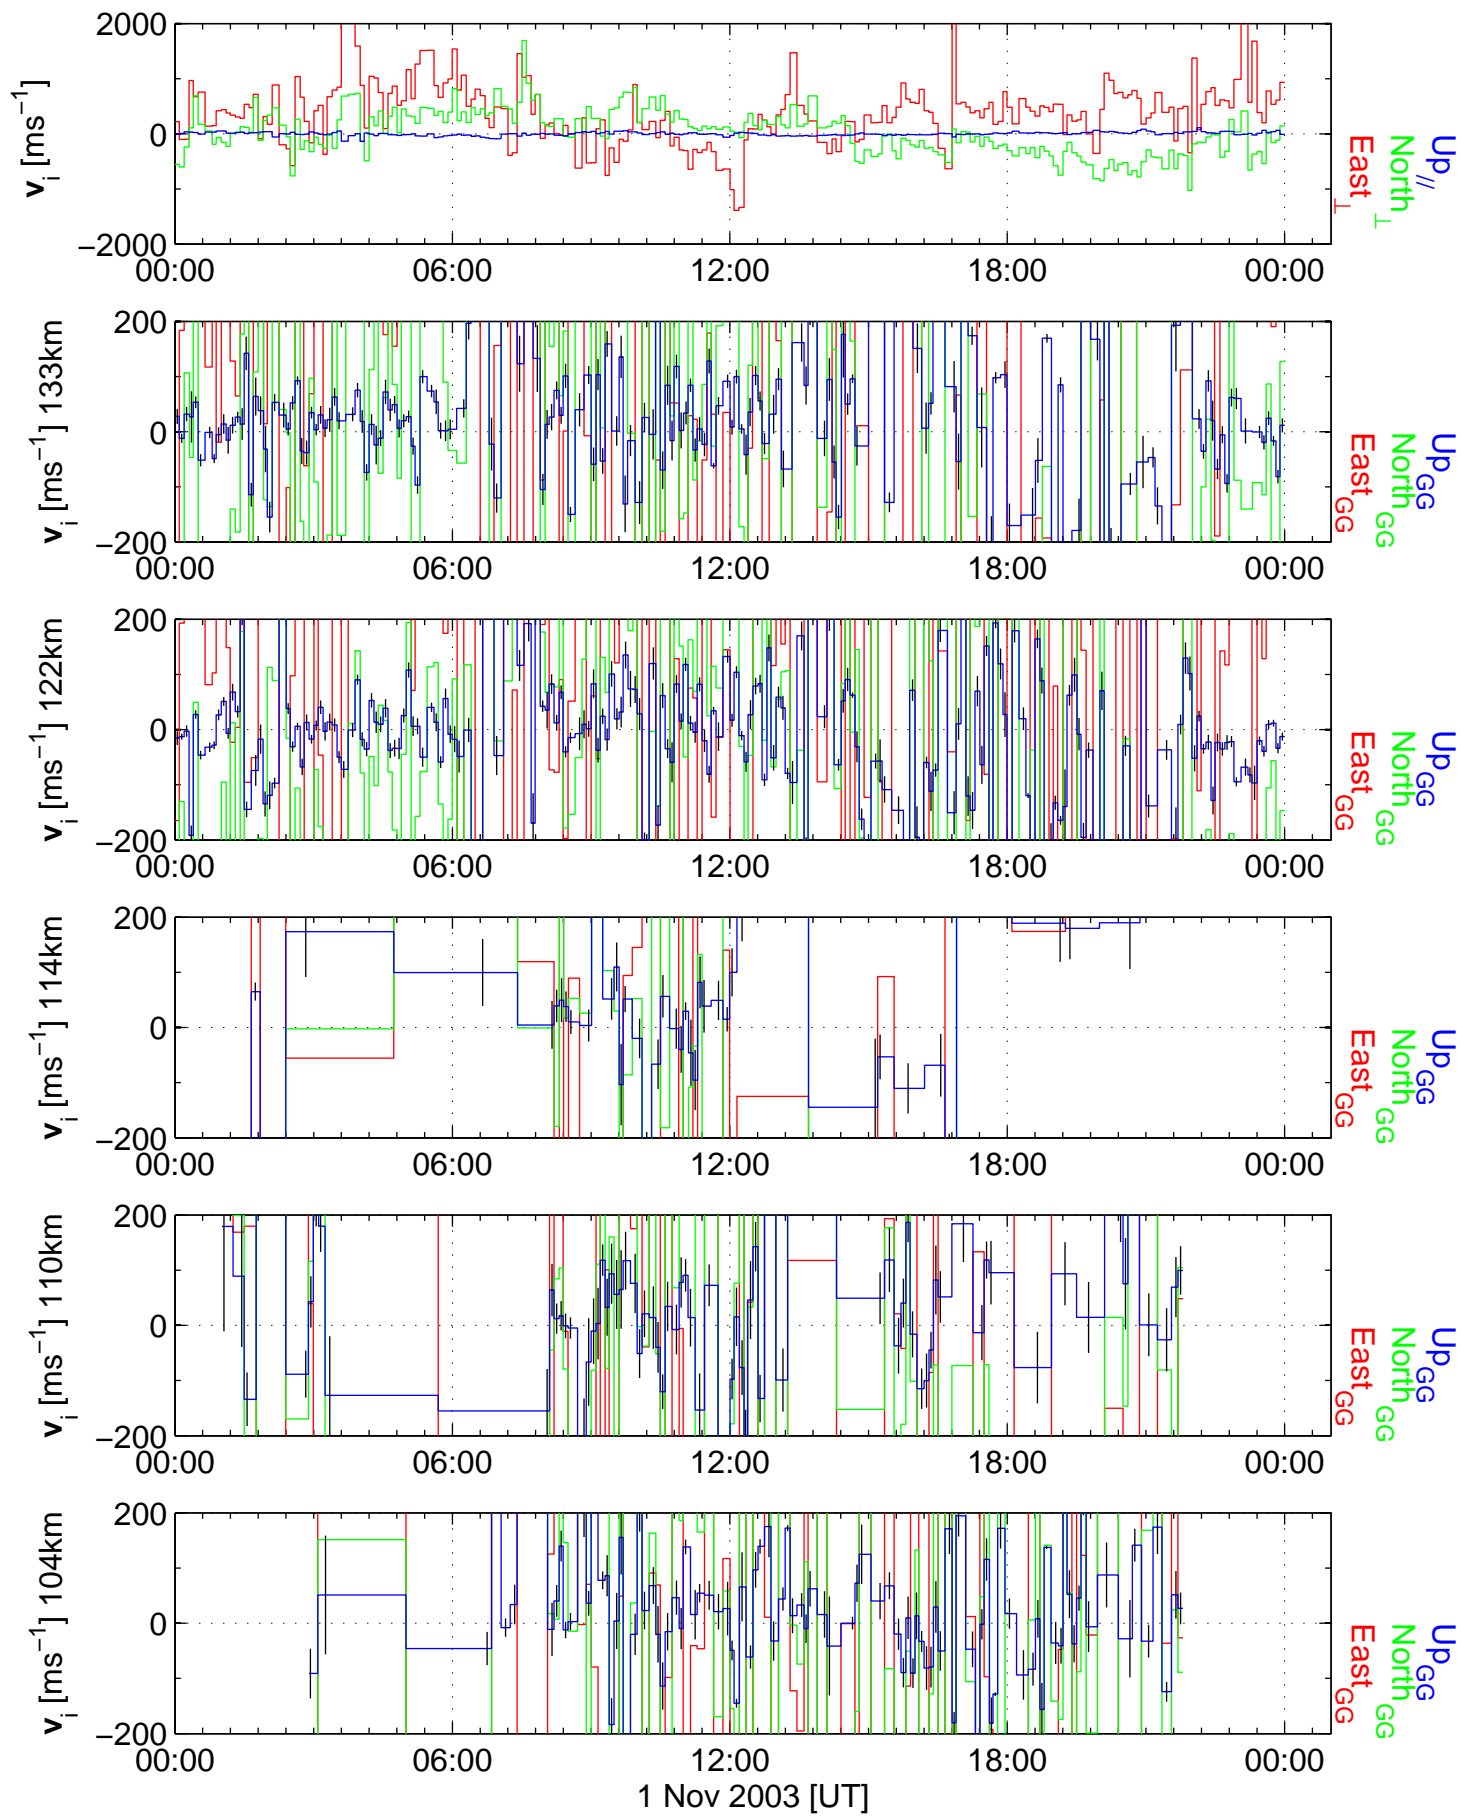 2000
0
−2000
v_i [ms⁻¹]
00:00 06:00 12:00 18:00 00:00
East_⊥
North_⊥
Up_//
200
0
−200
v_i [ms⁻¹] 133km
00:00 06:00 12:00 18:00 00:00
East_GG
North_GG
Up_GG
200
0
−200
v_i [ms⁻¹] 122km
00:00 06:00 12:00 18:00 00:00
East_GG
North_GG
Up_GG
200
0
−200
v_i [ms⁻¹] 114km
00:00 06:00 12:00 18:00 00:00
East_GG
North_GG
Up_GG
200
0
−200
v_i [ms⁻¹] 110km
00:00 06:00 12:00 18:00 00:00
East_GG
North_GG
Up_GG
200
0
−200
v_i [ms⁻¹] 104km
00:00 06:00 12:00 18:00 00:00
East_GG
North_GG
Up_GG
1 Nov 2003 [UT]